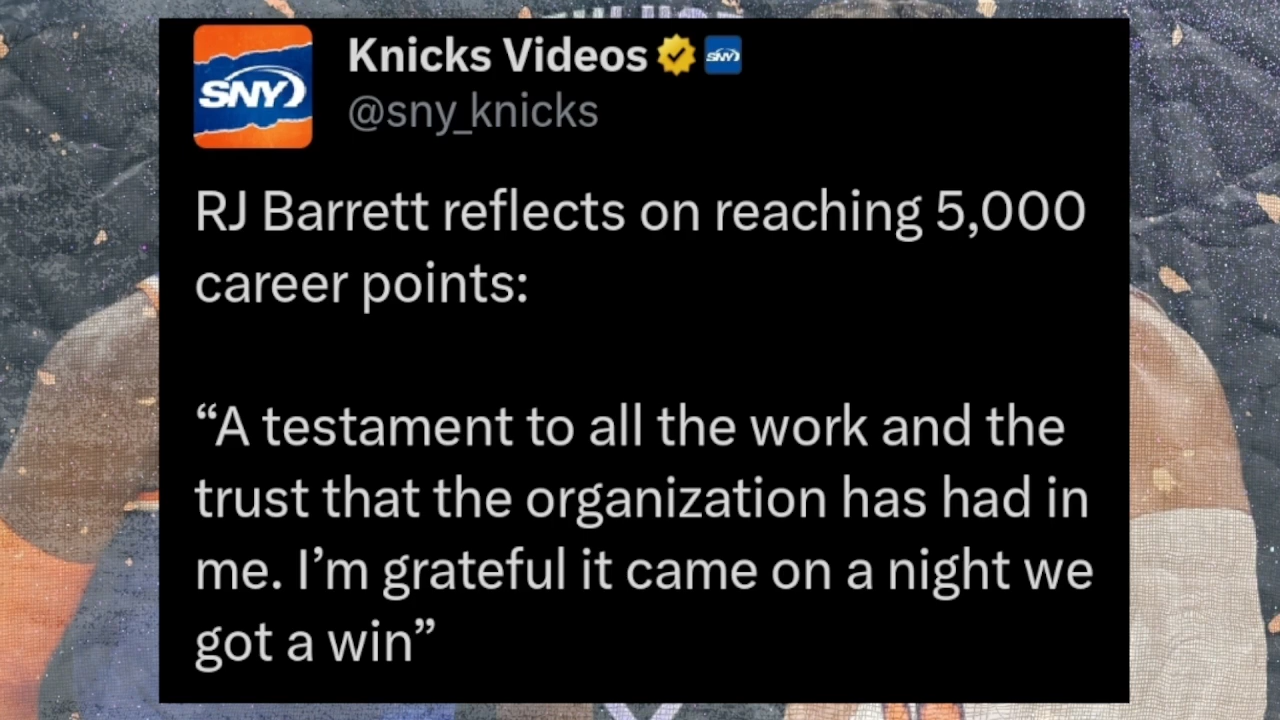 SNY
Knicks Videos
SNY
@sny_knicks
RJ Barrett reflects on reaching 5,000
career points:
“A testament to all the work and the
trust that the organization has had in
me. I’m grateful it came on a night we
got a win”